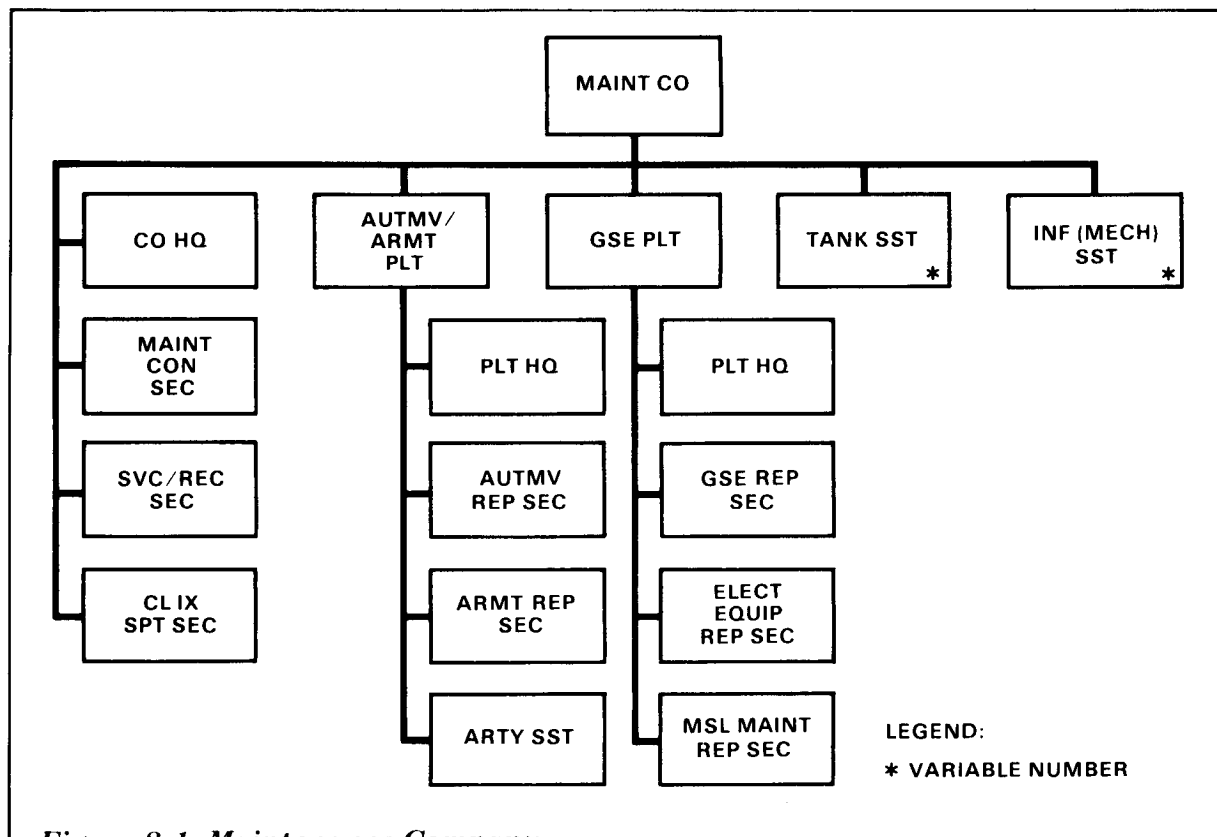 MAINT CO
CO HQ
AUTMV/
ARMT
PLT
GSE PLT
TANK SST
*
INF (MECH)
SST
*
MAINT
CON
SEC
SVC/REC
SEC
CL IX
SPT SEC
PLT HQ
AUTMV
REP SEC
ARMT REP
SEC
ARTY SST
PLT HQ
GSE REP
SEC
ELECT
EQUIP
REP SEC
MSL MAINT
REP SEC
LEGEND:
* VARIABLE NUMBER